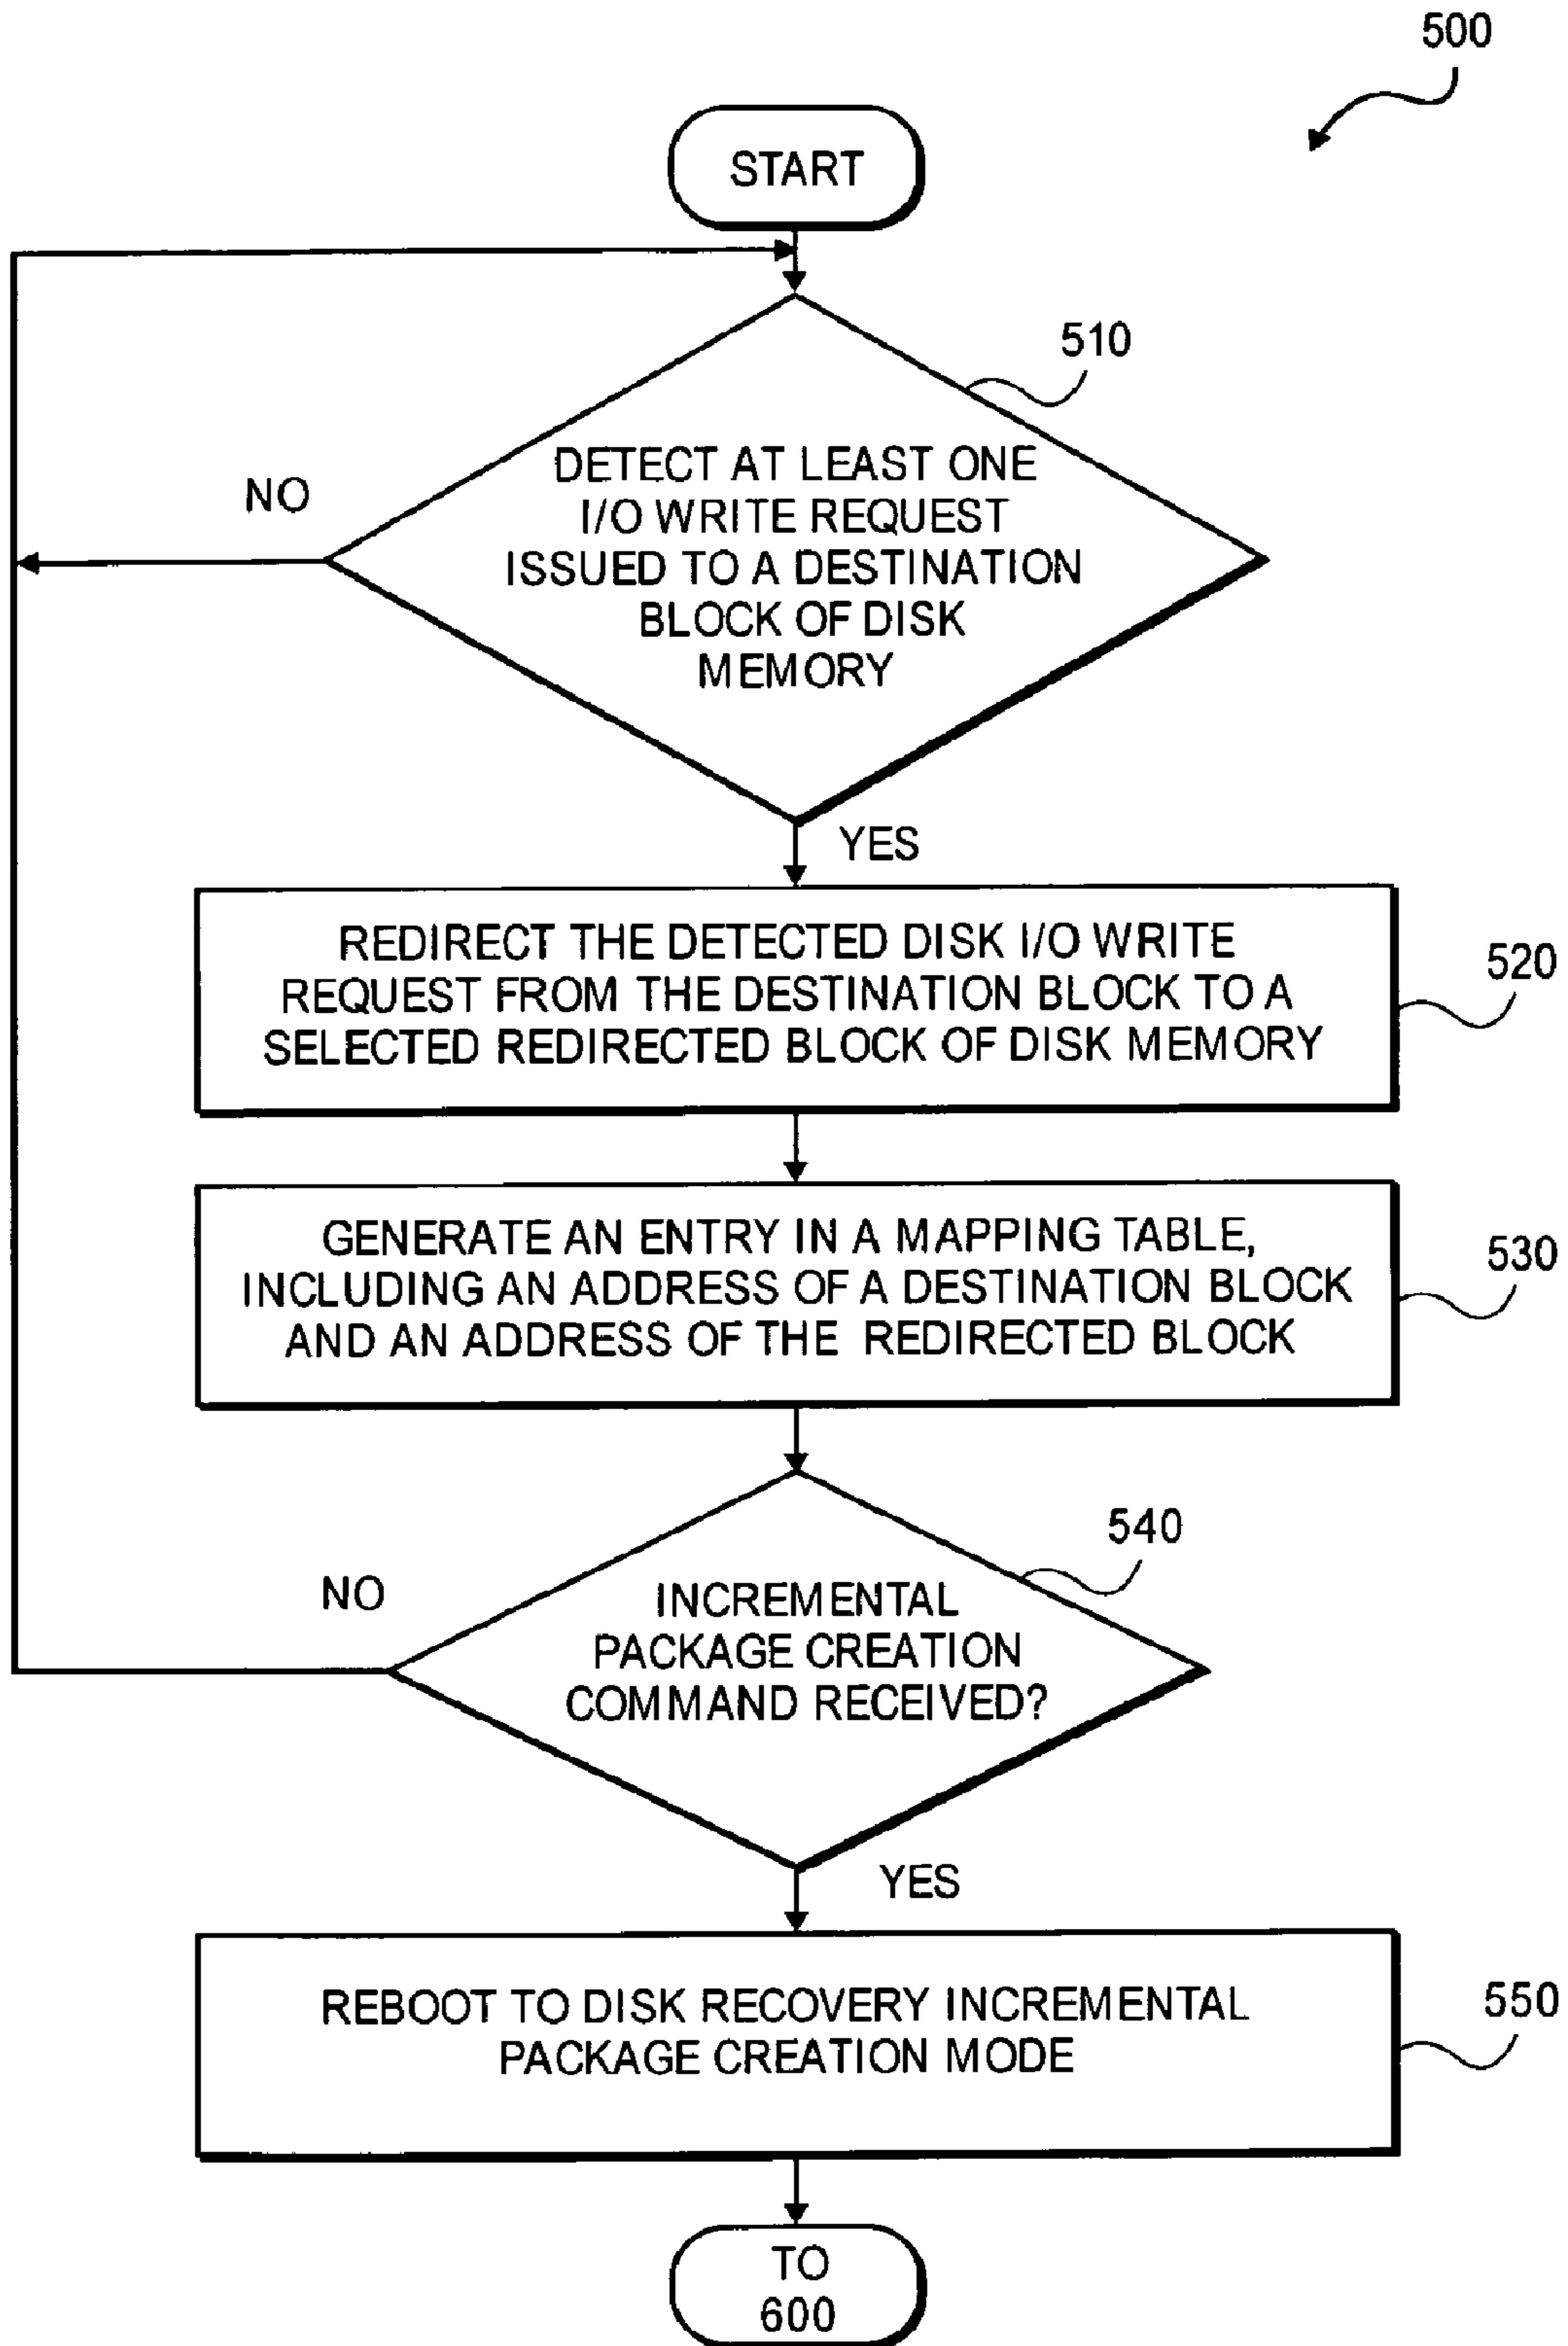 500
START
510
DETECT AT LEAST ONE
I/O WRITE REQUEST
ISSUED TO A DESTINATION
BLOCK OF DISK
MEMORY
NO
YES
REDIRECT THE DETECTED DISK I/O WRITE
REQUEST FROM THE DESTINATION BLOCK TO A
SELECTED REDIRECTED BLOCK OF DISK MEMORY
520
GENERATE AN ENTRY IN A MAPPING TABLE,
INCLUDING AN ADDRESS OF A DESTINATION BLOCK
AND AN ADDRESS OF THE REDIRECTED BLOCK
530
540
INCREMENTAL
PACKAGE CREATION
COMMAND RECEIVED?
NO
YES
REBOOT TO DISK RECOVERY INCREMENTAL
PACKAGE CREATION MODE
550
TO
600